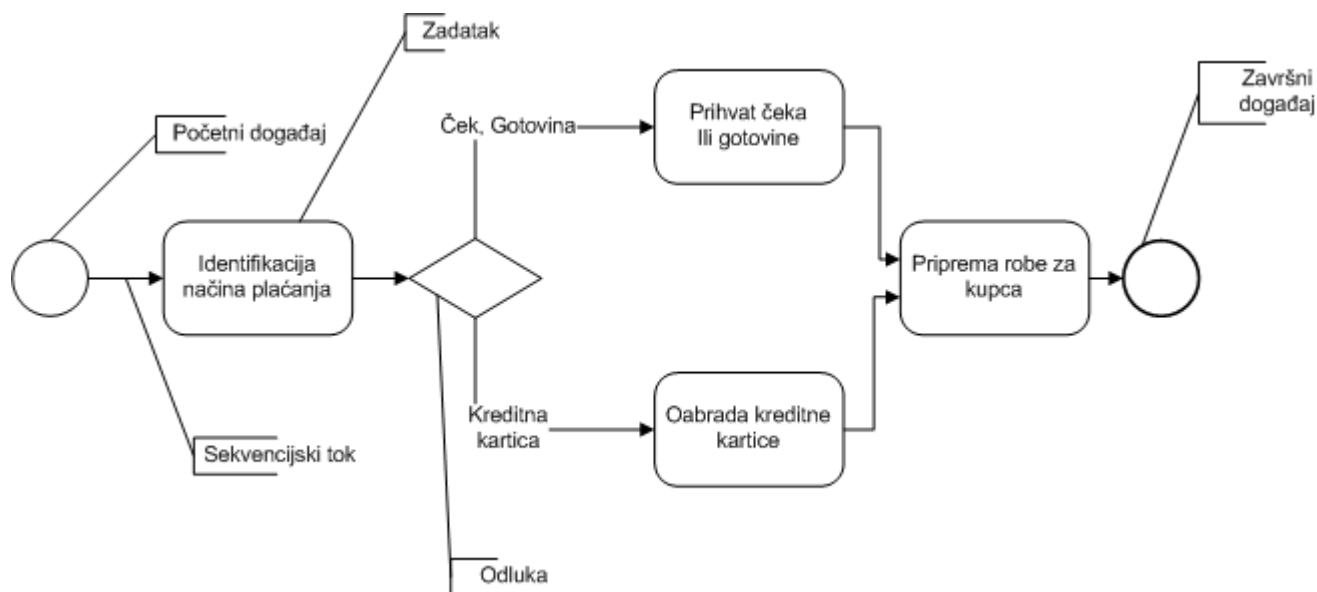 Zadatak
Početni događaj
Ček, Gotovina
Prihvat čeka
Ili gotovine
Završni
događaj
Identifikacija
načina plaćanja
Priprema robe za
kupca
Kreditna
kartica
Oabrada kreditne
kartice
Sekvencijski tok
Odluka